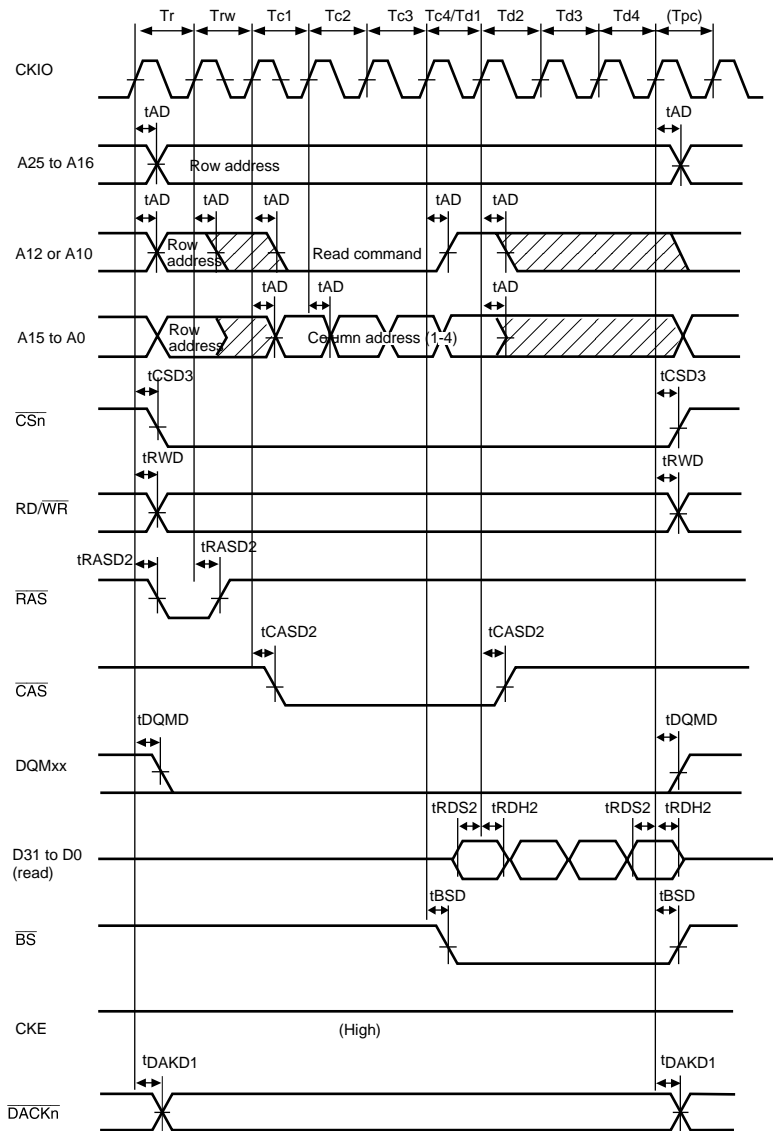 Tr Trw Tc1 Tc2 Tc3 Tc4/Td1 Td2 Td3 Td4 (Tpc)
CKIO
tAD tAD
A25 to A16 Row address
tAD tAD tAD tAD tAD
A12 or A10 Row address Read command
tAD tAD tAD
A15 to A0 Row address Column address (1-4)
tCSD3 tCSD3
CSn
tRWD tRWD
RD/WR
tRASD2 tRASD2
RAS
tCASD2 tCASD2
CAS
tDQMD tDQMD
DQMxx
tRDS2 tRDH2 tRDS2 tRDH2
D31 to D0
(read)
tBSD tBSD
BS
CKE (High)
tDAKD1 tDAKD1
DACKn